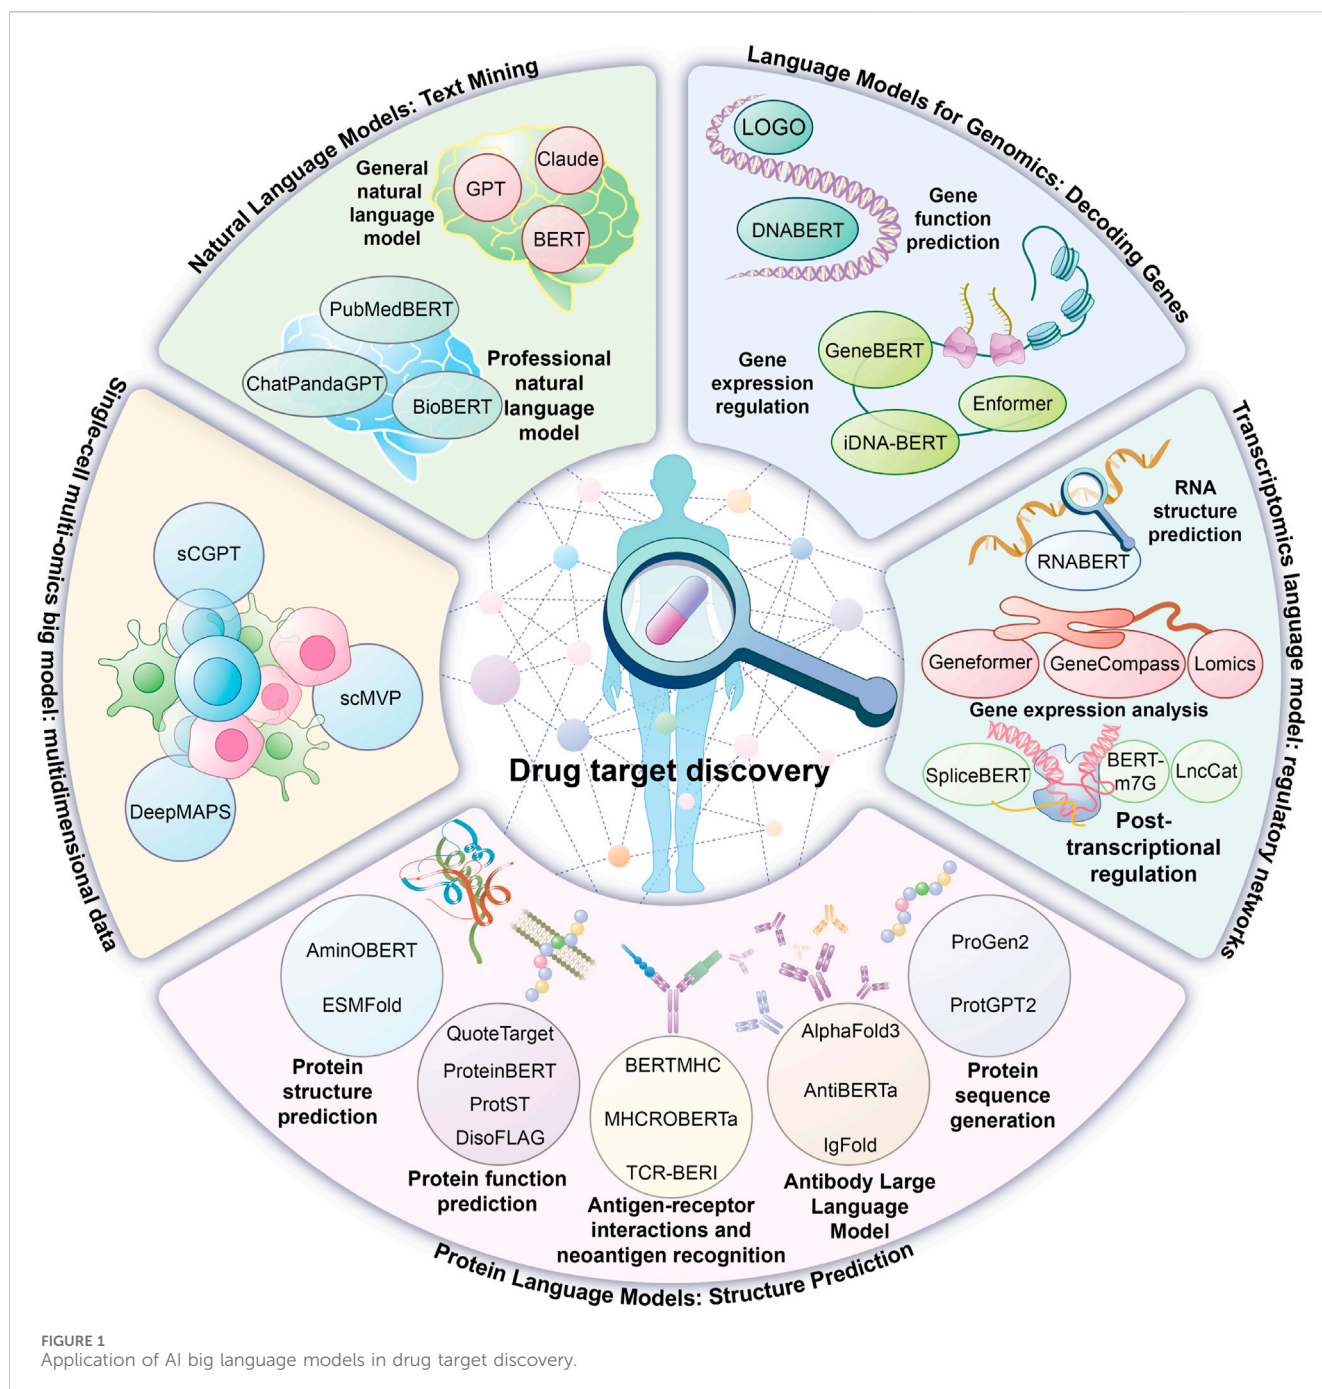 Natural Language Models: Text Mining
General
natural
language
model
GPT
Claude
BERT
PubMedBERT
ChatPandaGPT
BioBERT
Professional
natural
language
model
Language Models for Genomics: Decoding Genes
LOGO
DNABERT
Gene
function
prediction
Gene
expression
regulation
GeneBERT
Enformer
iDNA-BERT
Transcriptomics language model: regulatory networks
RNA
structure
prediction
RNABERT
Geneformer
GeneCompass
Lomics
Gene expression analysis
SpliceBERT
BERT-
m7G
LncCat
Post-
transcriptional
regulation
Single-cell multi-omics big model: multidimensional data
sCGPT
scMVP
DeepMAPS
Drug target discovery
AminOBERT
ESMFold
Protein
structure
prediction
QuoteTarget
ProteinBERT
ProtST
DisoFLAG
Protein function
prediction
BERTMHC
MHCROBERTa
TCR-BERI
Antigen-receptor
interactions and
neoantigen recognition
AlphaFold3
AntiBERTa
IgFold
Antibody Large
Language
Model
ProGen2
ProtGPT2
Protein
sequence
generation
Protein Language Models: Structure Prediction
FIGURE 1
Application of AI big language models in drug target discovery.